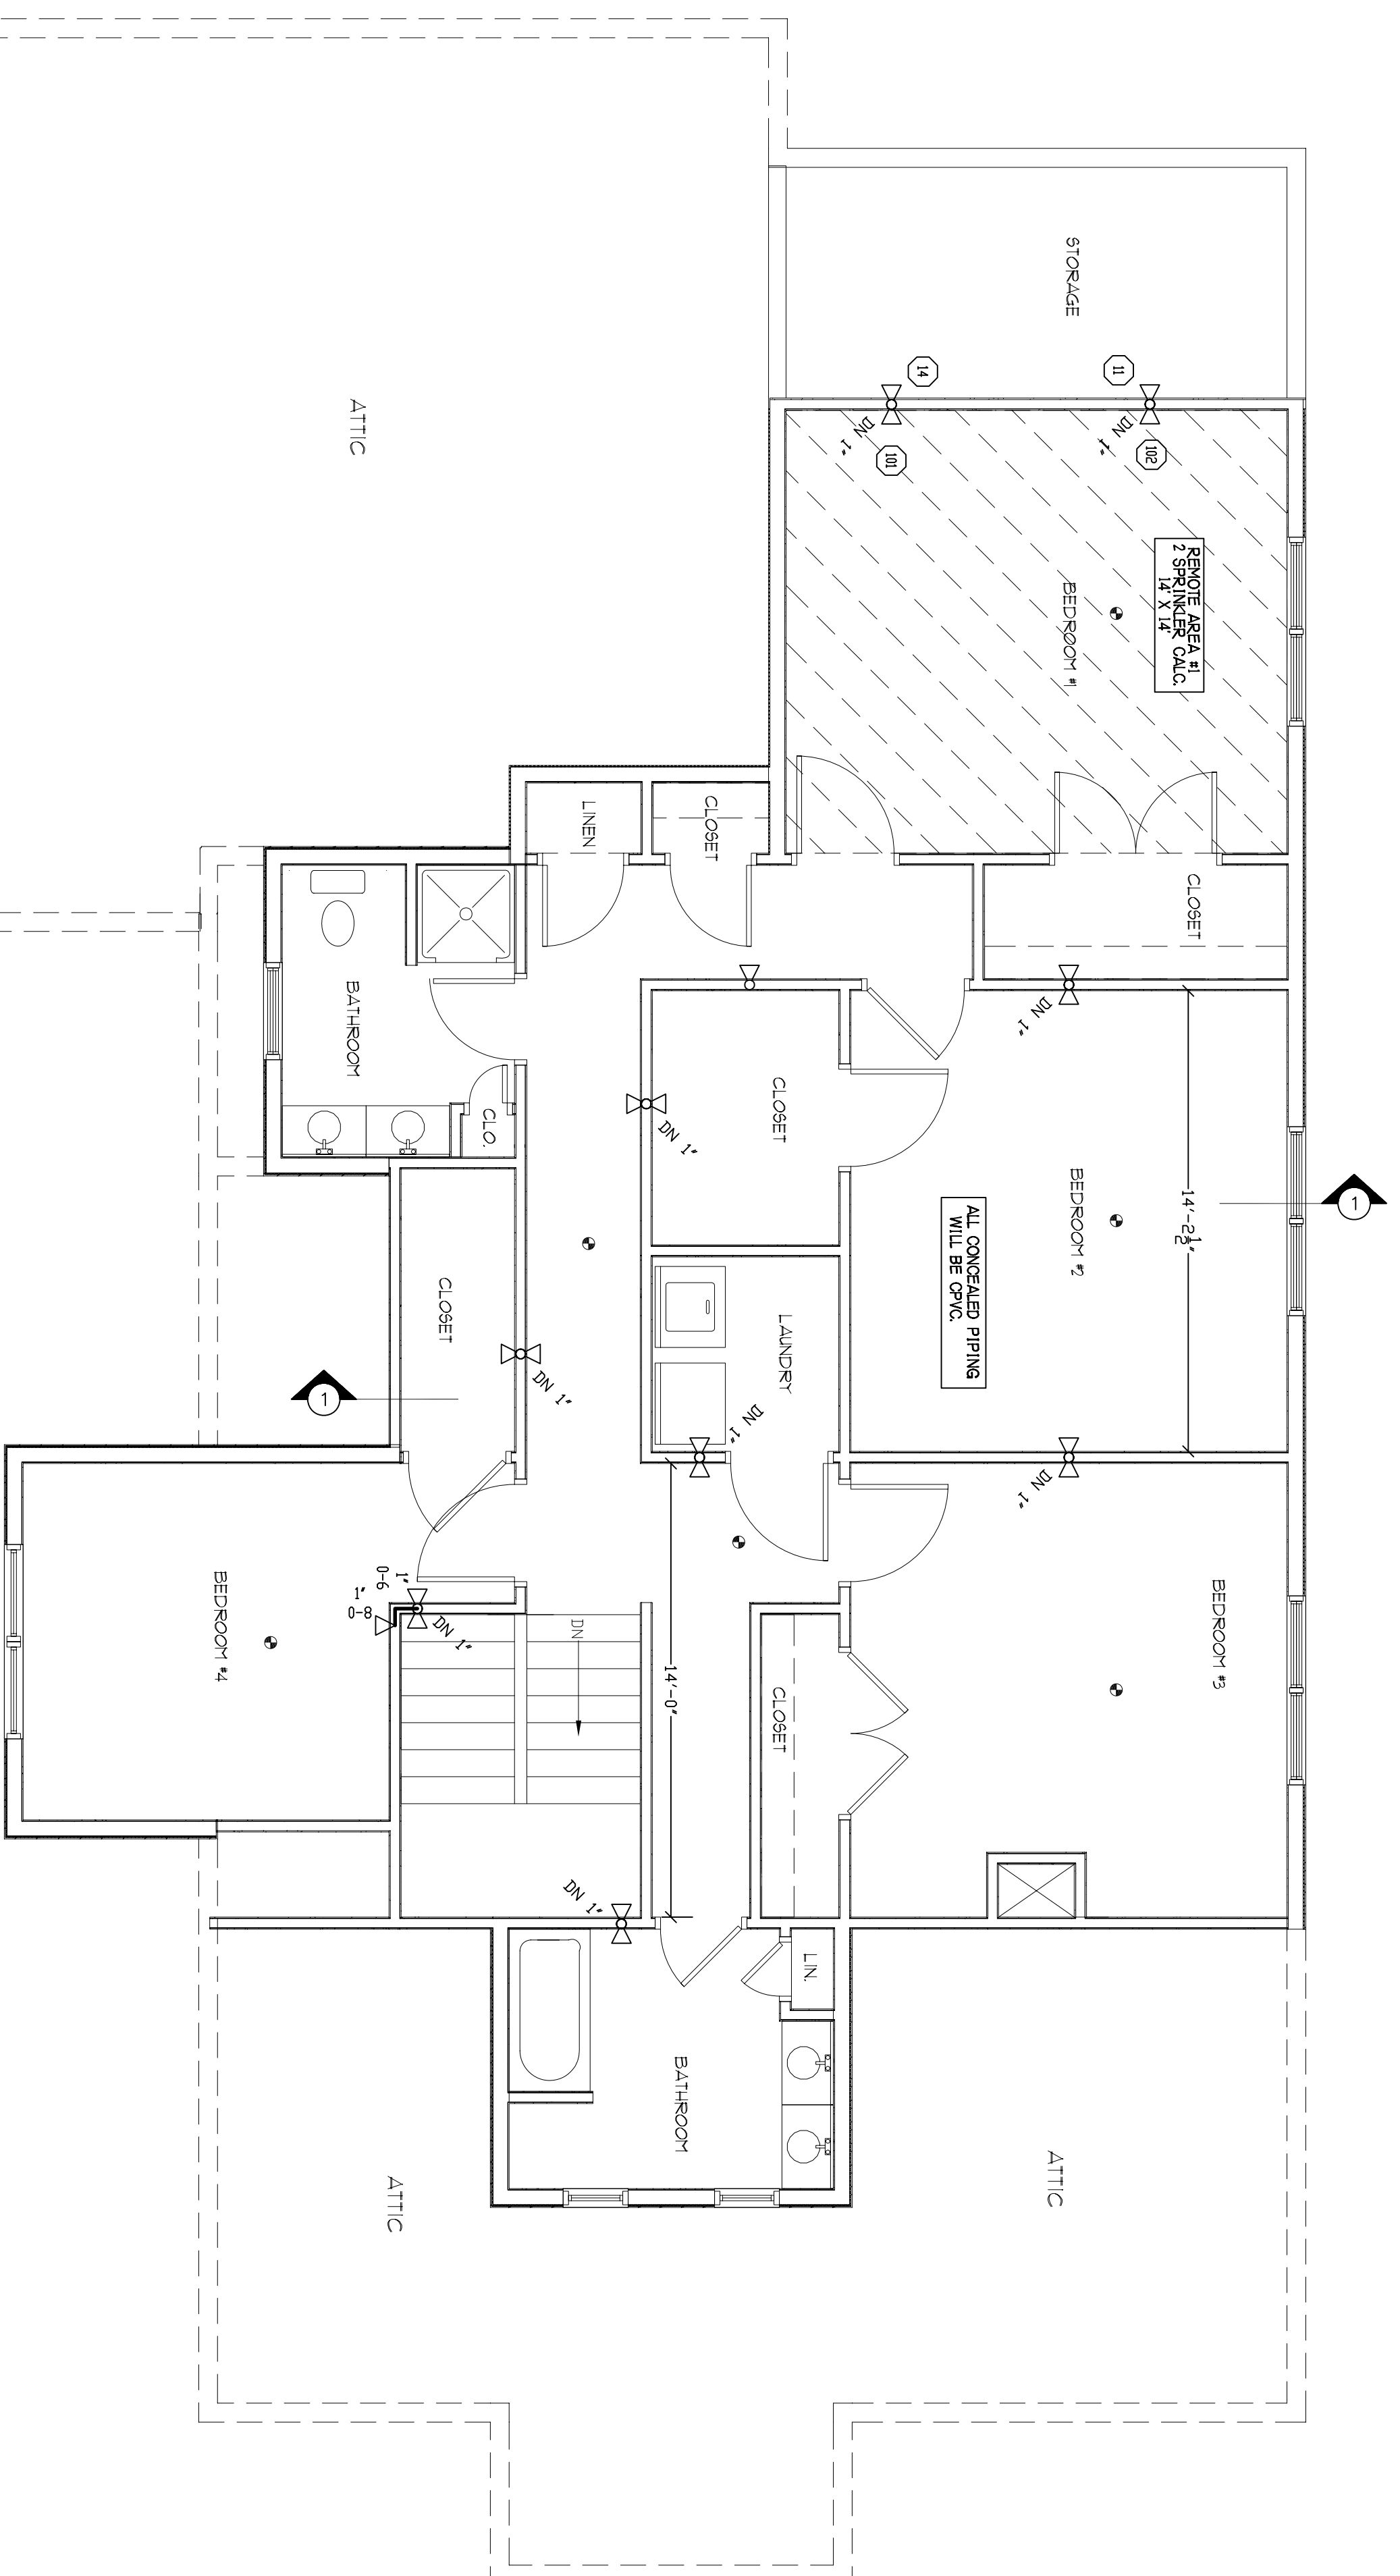 STORAGE
14
11
DN 1"
101
DN 1"
102
ATTIC
REMOTE AREA #1
2 SPRINKLER CALC.
14' X 14'
BEDROOM #1
LINEN
CLOSET
CLOSET
BATHROOM
CLO.
DN 1"
CLOSET
DN 1"
BEDROOM #2
14'-2½"
1
ALL CONCEALED PIPING
WILL BE CPVC.
CLOSET
1
DN 1"
LAUNDRY
DN 1"
DN 1"
BEDROOM #4
1"
0-6
1"
0-8
DN 1"
DN
14'-0"
CLOSET
BEDROOM #3
DN 1"
LIN.
BATHROOM
ATTIC
ATTIC